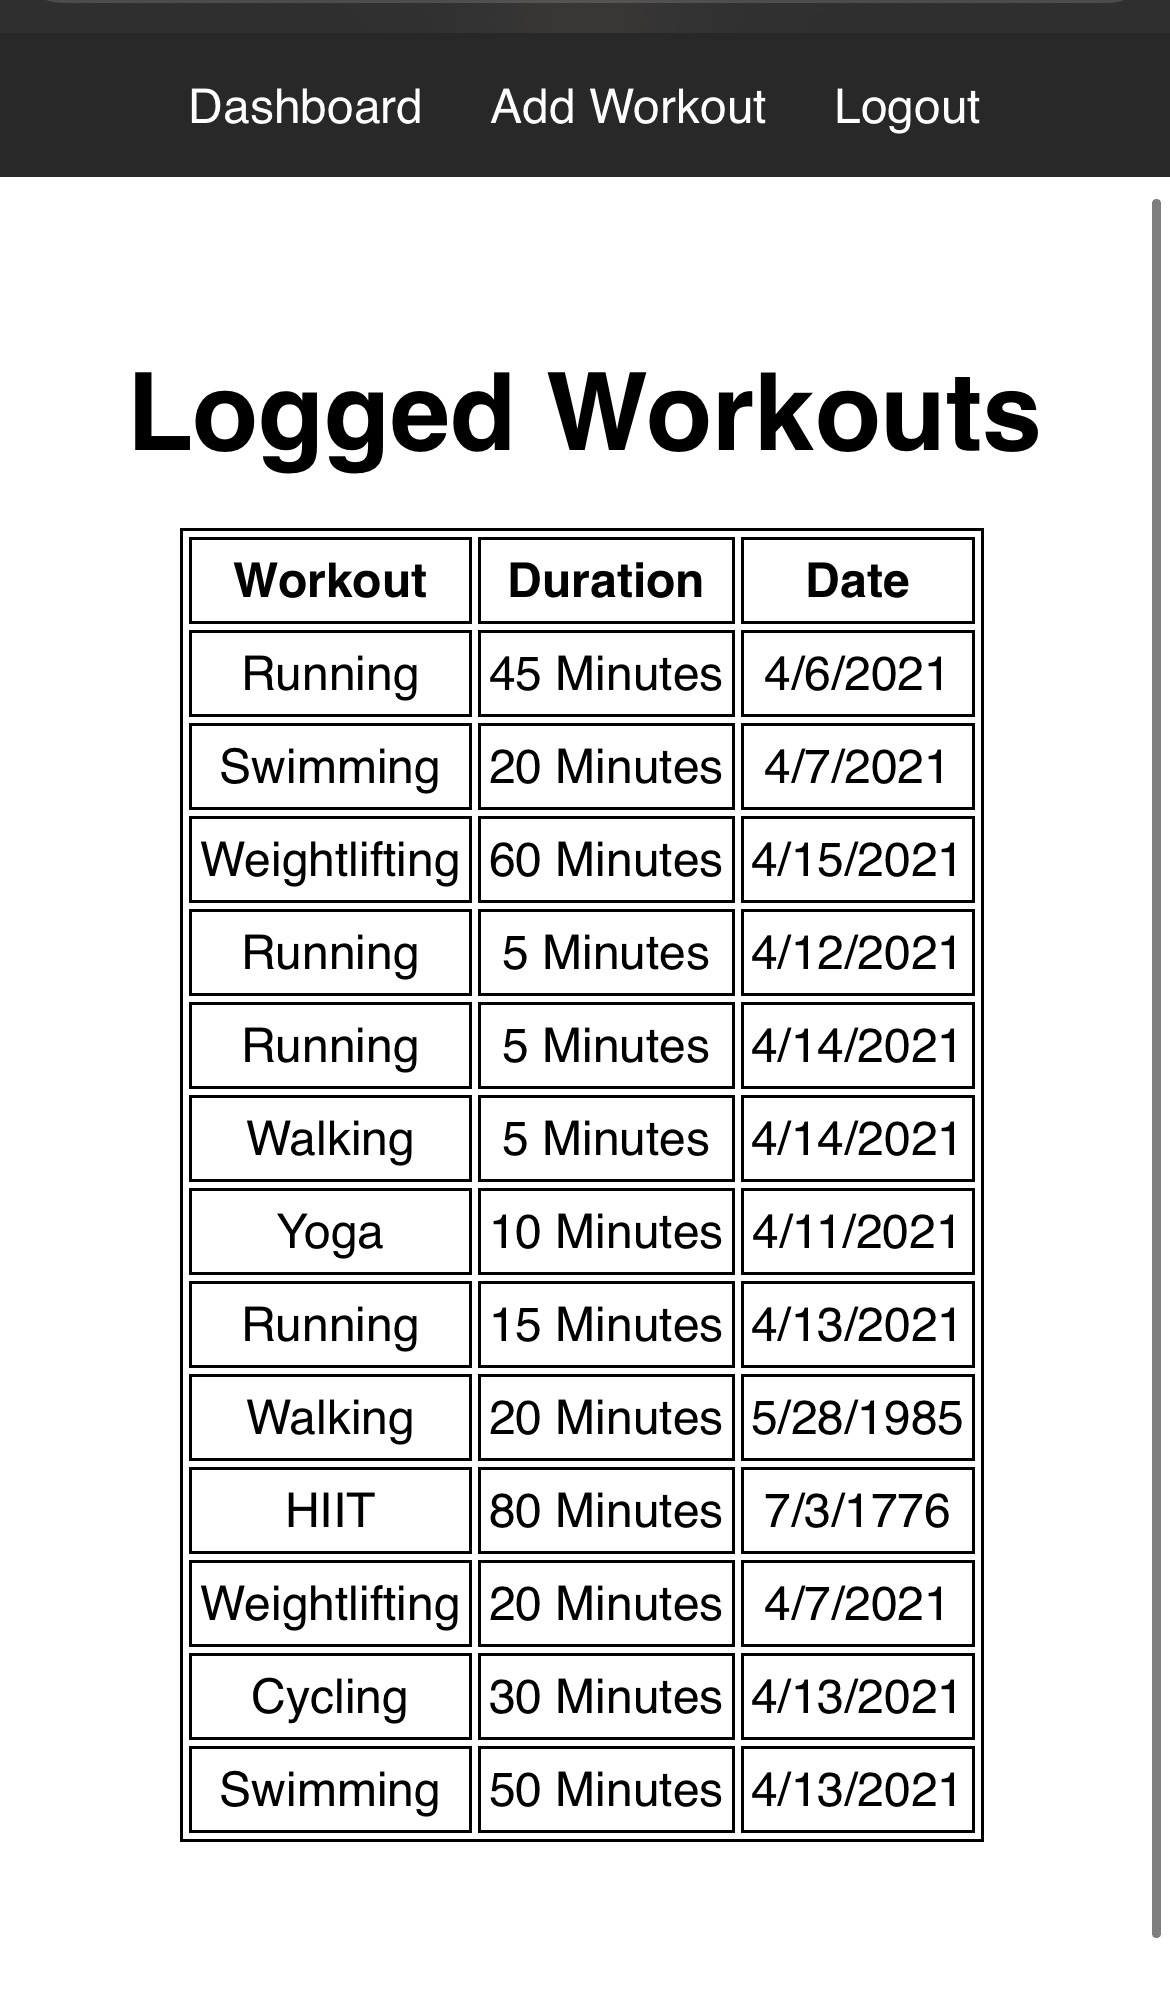 Dashboard Add Workout Logout
Logged Workouts
Workout Duration Date
Running 45 Minutes 4/6/2021
Swimming 20 Minutes 4/7/2021
Weightlifting 60 Minutes 4/15/2021
Running 5 Minutes 4/12/2021
Running 5 Minutes 4/14/2021
Walking 5 Minutes 4/14/2021
Yoga 10 Minutes 4/11/2021
Running 15 Minutes 4/13/2021
Walking 20 Minutes 5/28/1985
HIIT 80 Minutes 7/3/1776
Weightlifting 20 Minutes 4/7/2021
Cycling 30 Minutes 4/13/2021
Swimming 50 Minutes 4/13/2021